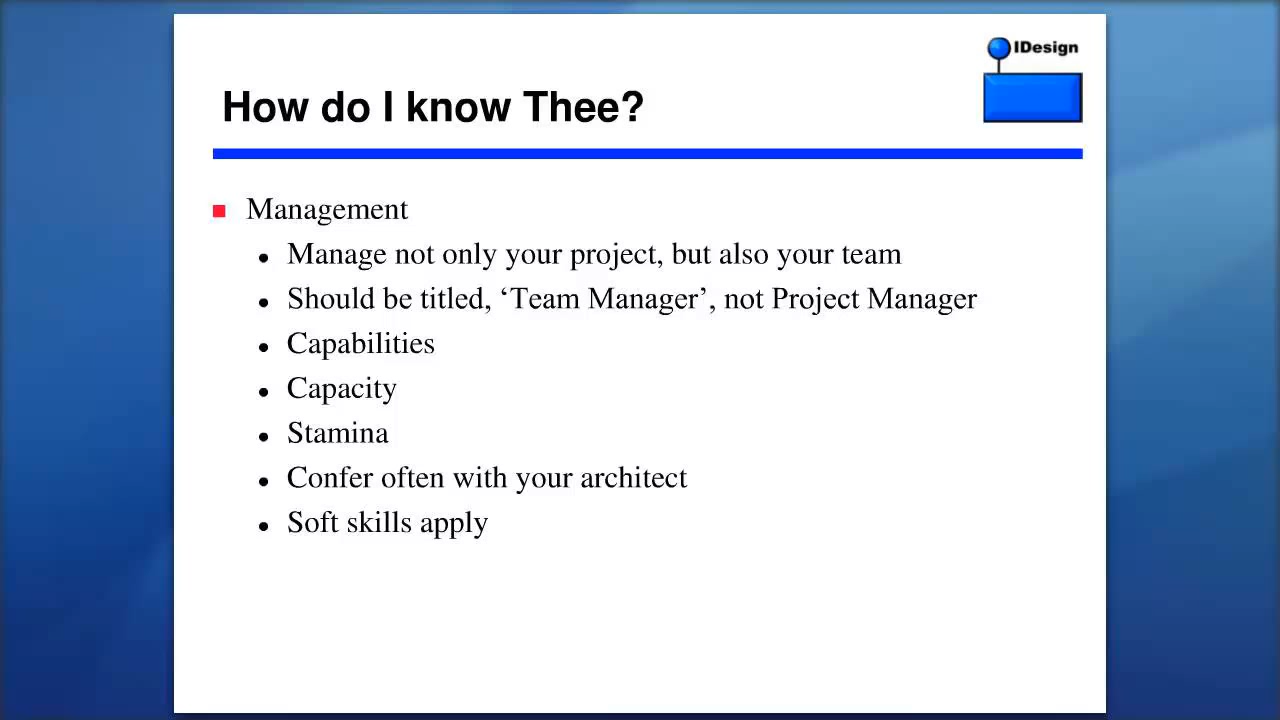 IDesign
How do I know Thee?
Management
Manage not only your project, but also your team
Should be titled, ‘Team Manager’, not Project Manager
Capabilities
Capacity
Stamina
Confer often with your architect
Soft skills apply